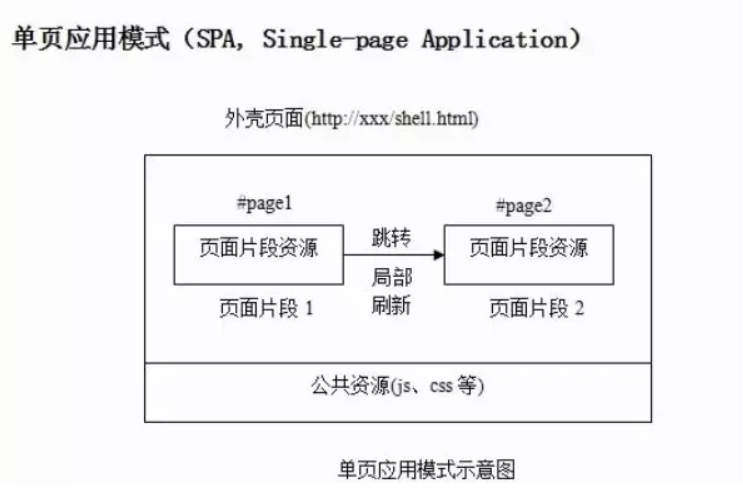 单页应用模式（SPA, Single-page Application）
外壳页面(http://xxx/shell.html)
#page1
#page2
页面片段资源
跳转
页面片段资源
局部
刷新
页面片段 1
页面片段 2
公共资源(js、css 等)
单页应用模式示意图